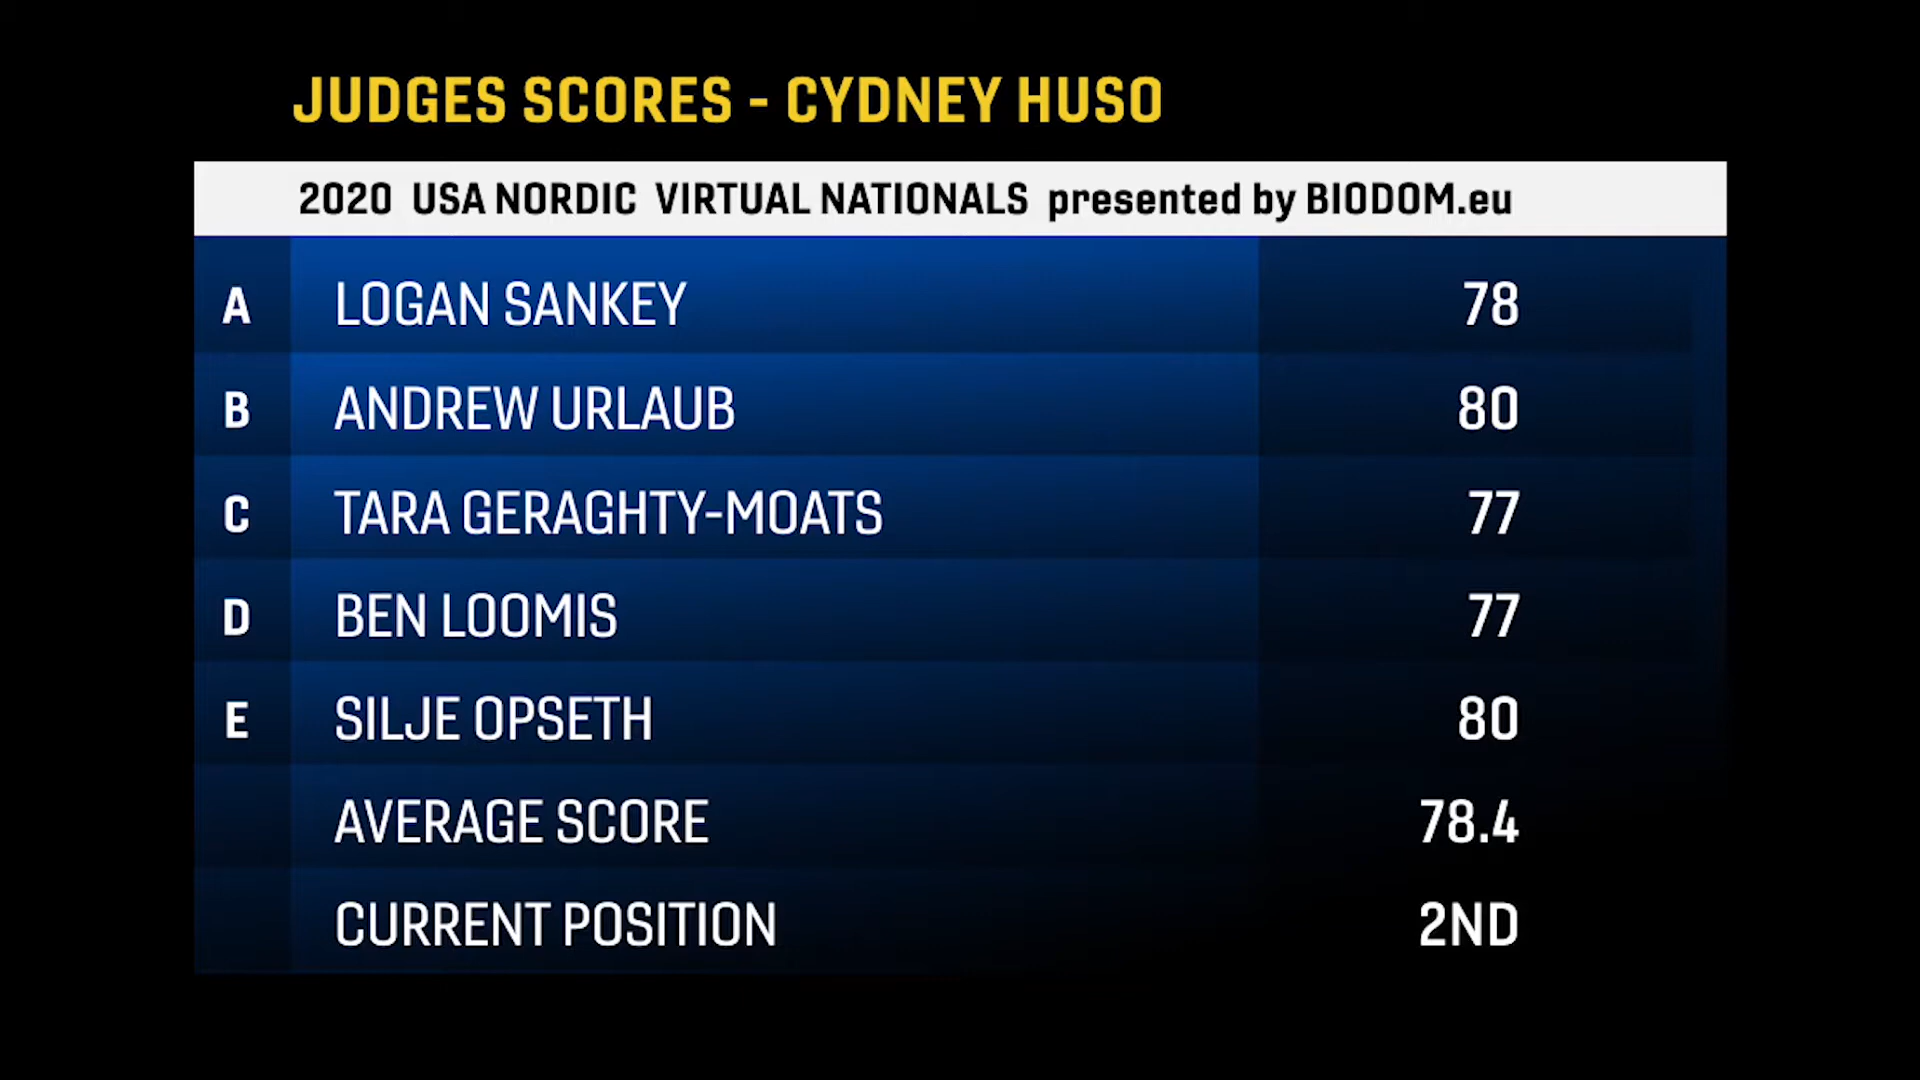 JUDGES SCORES - CYDNEY HUSO
2020 USA NORDIC VIRTUAL NATIONALS presented by BIODOM.eu
A LOGAN SANKEY 78
B ANDREW URLAUB 80
C TARA GERAGHTY-MOATS 77
D BEN LOOMIS 77
E SILJE OPSETH 80
AVERAGE SCORE 78.4
CURRENT POSITION 2ND